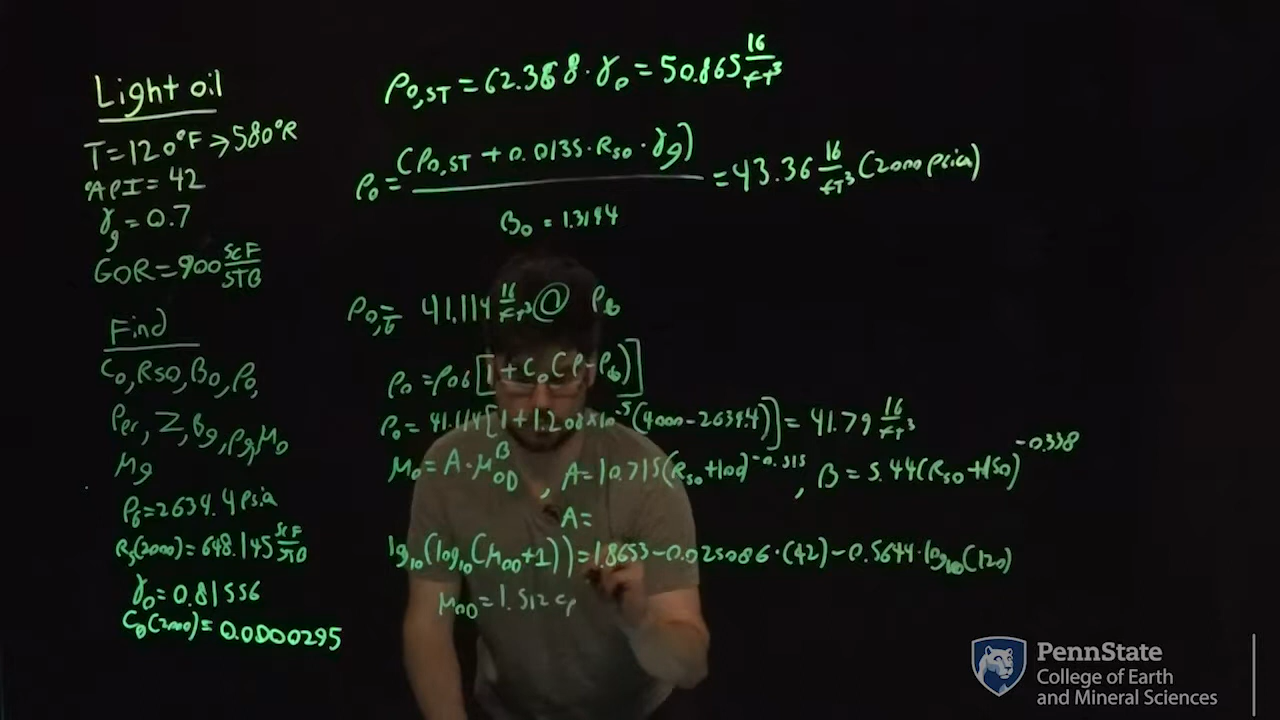 Light oil
T=120°F→580°R
°API=42
γg=0.7
GOR=900 SCF/STB
Find
Co, Rso, Bo, ρo,
Per, Z, Bg, ρg, μo
μg
Pb=2634.4 Psia
Rs(2000)=648.145 SCF/STB
γo=0.81556
Co(2000)=0.0000295
ρo,ST=62.368·γo=50.865 lb/FT³
ρo=(ρo,ST+0.0135·Rso·γg)/Bo=1.3194 =43.36 lb/FT³(2000 psia)
ρo,b=41.114 lb/FT³@ Pb
ρo=ρob[1+Co(P-Pb)]
ρo=41.114[1+1.208x10⁻⁵(4000-2634.4)]=41.79 lb/FT³
μo=A·μoD^B, A=10.715(Rso+100)^-0.515, B=5.44(Rso+150)^-0.338
A=
log10(log10(μoD+1))=1.8653-0.025086·(42)-0.5644·log10(120)
μoD=1.512 cp
PennState
College of Earth
and Mineral Sciences